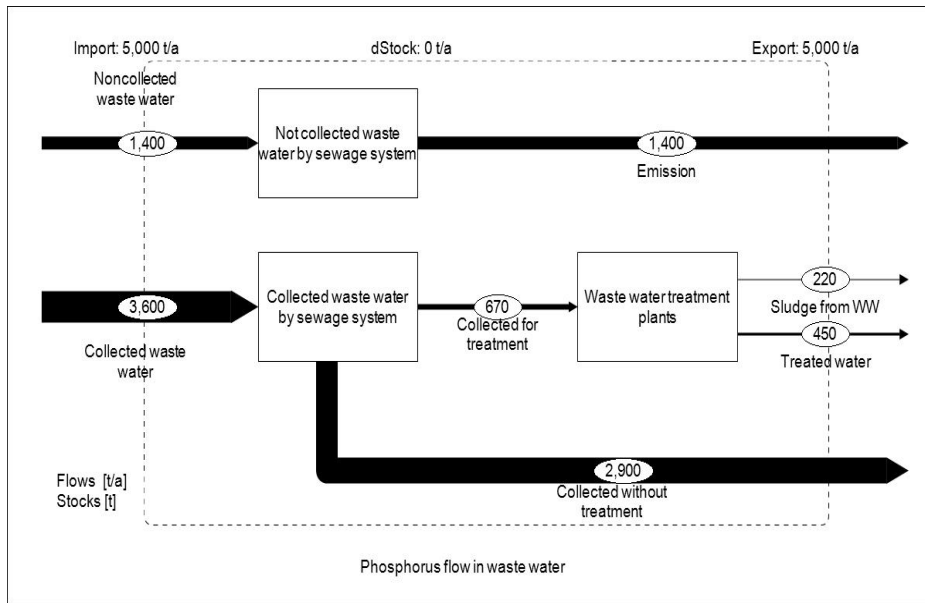 Import: 5,000 t/a
dStock: 0 t/a
Export: 5,000 t/a
Noncollected
waste water
1,400
Not collected waste
water by sewage system
1,400
Emission
3,600
Collected waste
water
Collected waste water
by sewage system
670
Collected for
treatment
Waste water treatment
plants
220
Sludge from WW
450
Treated water
2,900
Collected without
treatment
Flows [t/a]
Stocks [t]
Phosphorus flow in waste water